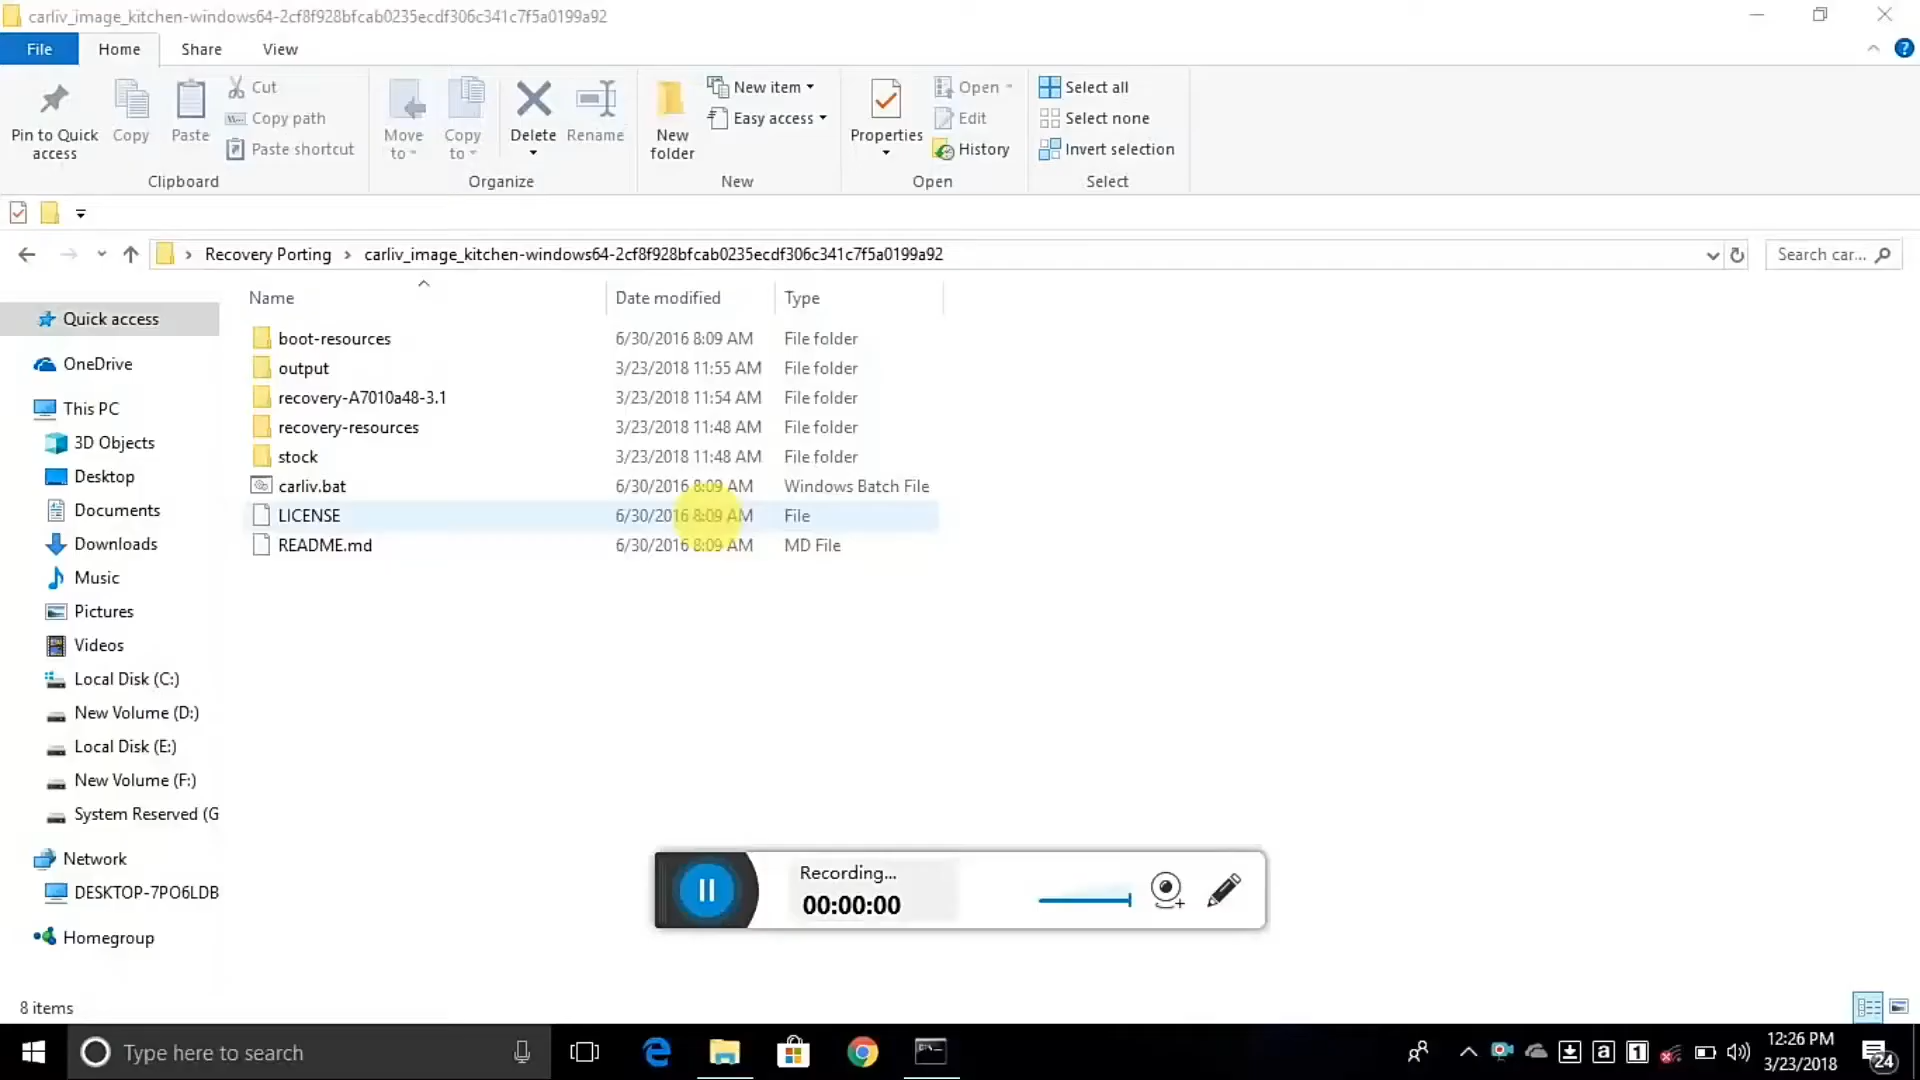 carliv_image_kitchen-windows64-2cf8f928bfcab0235ecdf306c341c7f5a0199a92
File Home Share View
Pin to Quick access
Copy
Paste
Cut
Copy path
Paste shortcut
Clipboard
Move to
Copy to
Delete
Rename
Organize
New folder
New item
Easy access
New
Properties
Open
Edit
History
Open
Select all
Select none
Invert selection
Select
Recovery Porting carliv_image_kitchen-windows64-2cf8f928bfcab0235ecdf306c341c7f5a0199a92
Search car...
Name Date modified Type
boot-resources 6/30/2016 8:09 AM File folder
output 3/23/2018 11:55 AM File folder
recovery-A7010a48-3.1 3/23/2018 11:54 AM File folder
recovery-resources 3/23/2018 11:48 AM File folder
stock 3/23/2018 11:48 AM File folder
carliv.bat 6/30/2016 8:09 AM Windows Batch File
LICENSE 6/30/2016 8:09 AM File
README.md 6/30/2016 8:09 AM MD File
Quick access
OneDrive
This PC
3D Objects
Desktop
Documents
Downloads
Music
Pictures
Videos
Local Disk (C:)
New Volume (D:)
Local Disk (E:)
New Volume (F:)
System Reserved (G
Network
DESKTOP-7PO6LDB
Homegroup
Recording...
00:00:00
8 items
Type here to search
12:26 PM
3/23/2018
24